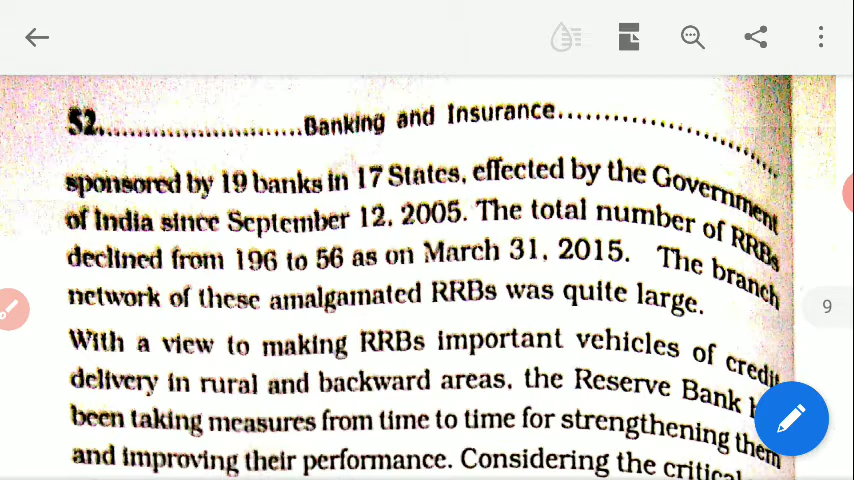 52..........................Banking and Insurance..............................
sponsored by 19 banks in 17 States, effected by the Government
of India since September 12, 2005. The total number of RRBs
declined from 196 to 56 as on March 31, 2015. The branch
network of these amalgamated RRBs was quite large.
With a view to making RRBs important vehicles of credit
delivery in rural and backward areas, the Reserve Bank
been taking measures from time to time for strengthening them
and improving their performance. Considering the critical
9